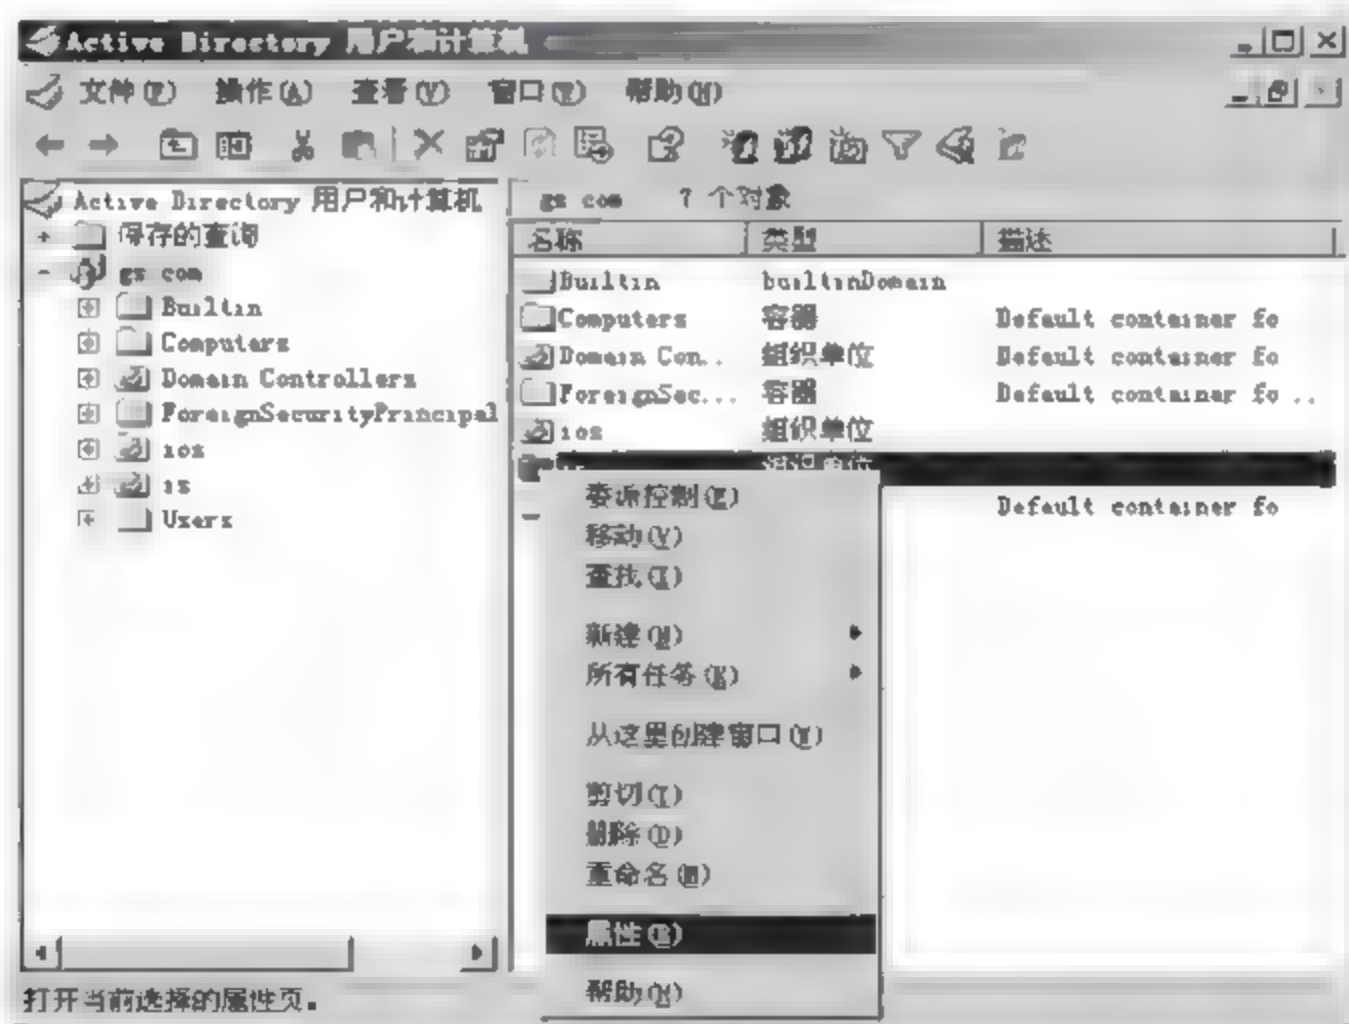 Active Directory 用户和计算机
文件(F) 操作(A) 查看(V) 窗口(W) 帮助(H)
Active Directory 用户和计算机
保存的查询
gs com
Builtin
Computers
Domain Controllers
ForeignSecurityPrincipal
ios
is
Users
gs com 7 个对象
名称 类型 描述
Builtin builtinDomain
Computers 容器 Default container fo
Domain Con.. 组织单位 Default container fo
ForeignSec... 容器 Default container fo ..
ios 组织单位
组织单位
Default container fo
委派控制(E)
移动(V)
查找(I)
新建(N)
所有任务(K)
从这里创建窗口(W)
剪切(T)
删除(D)
重命名(M)
属性(R)
帮助(H)
打开当前选择的属性页。